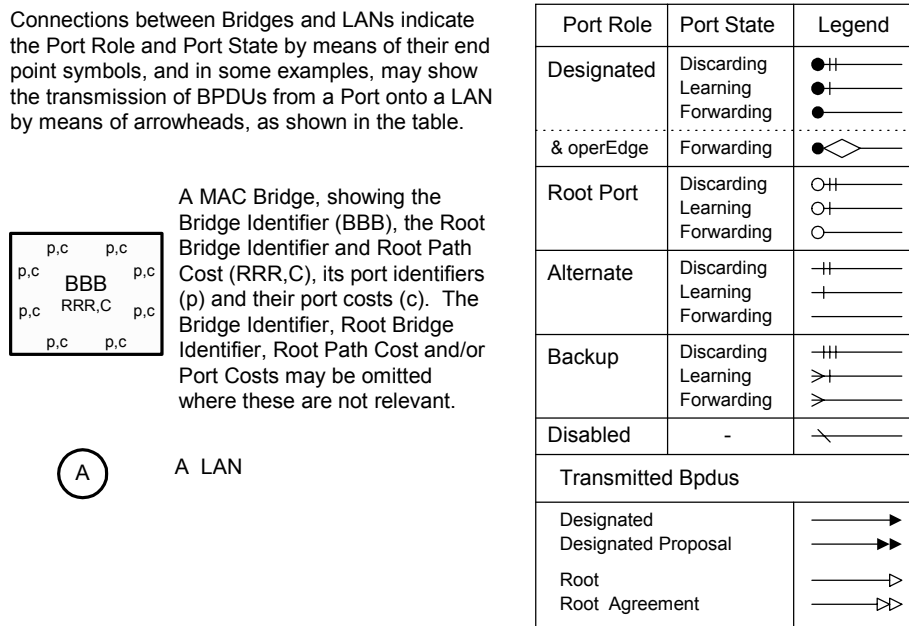 Connections between Bridges and LANs indicate
the Port Role and Port State by means of their end
point symbols, and in some examples, may show
the transmission of BPDUs from a Port onto a LAN
by means of arrowheads, as shown in the table.
p,c p,c
p,c p,c
BBB
RRR,C
p,c p,c
p,c p,c
A MAC Bridge, showing the
Bridge Identifier (BBB), the Root
Bridge Identifier and Root Path
Cost (RRR,C), its port identifiers
(p) and their port costs (c). The
Bridge Identifier, Root Bridge
Identifier, Root Path Cost and/or
Port Costs may be omitted
where these are not relevant.
A
A LAN
Port Role Port State Legend
Designated Discarding
Learning
Forwarding
& operEdge Forwarding
Root Port Discarding
Learning
Forwarding
Alternate Discarding
Learning
Forwarding
Backup Discarding
Learning
Forwarding
Disabled -
Transmitted Bpdus
Designated
Designated Proposal
Root
Root Agreement